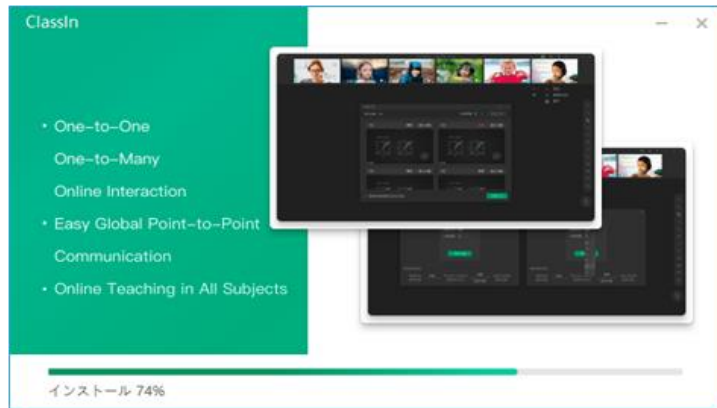 ClassIn
• One-to-One
One-to-Many
Online Interaction
• Easy Global Point-to-Point
Communication
• Online Teaching in All Subjects
インストール 74%